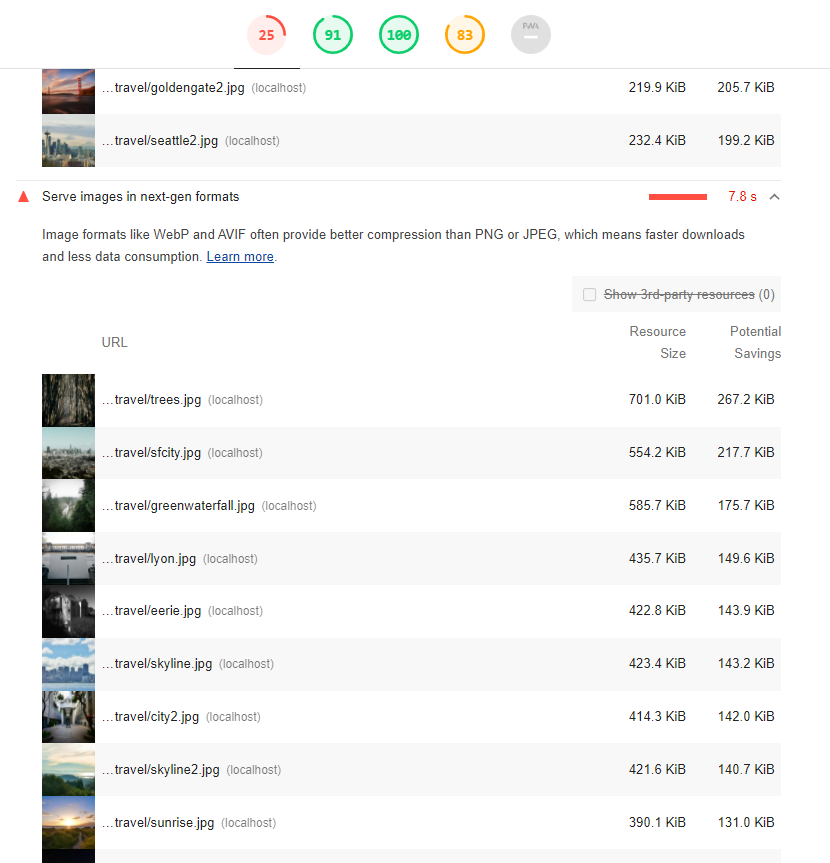 25 91 100 83 PWA
...travel/goldengate2.jpg (localhost) 219.9 KiB 205.7 KiB
...travel/seattle2.jpg (localhost) 232.4 KiB 199.2 KiB
Serve images in next-gen formats 7.8 s
Image formats like WebP and AVIF often provide better compression than PNG or JPEG, which means faster downloads
and less data consumption. Learn more.
Show 3rd-party resources (0)
URL Resource Size Potential Savings
...travel/trees.jpg (localhost) 701.0 KiB 267.2 KiB
...travel/sfcity.jpg (localhost) 554.2 KiB 217.7 KiB
...travel/greenwaterfall.jpg (localhost) 585.7 KiB 175.7 KiB
...travel/lyon.jpg (localhost) 435.7 KiB 149.6 KiB
...travel/eerie.jpg (localhost) 422.8 KiB 143.9 KiB
...travel/skyline.jpg (localhost) 423.4 KiB 143.2 KiB
...travel/city2.jpg (localhost) 414.3 KiB 142.0 KiB
...travel/skyline2.jpg (localhost) 421.6 KiB 140.7 KiB
...travel/sunrise.jpg (localhost) 390.1 KiB 131.0 KiB